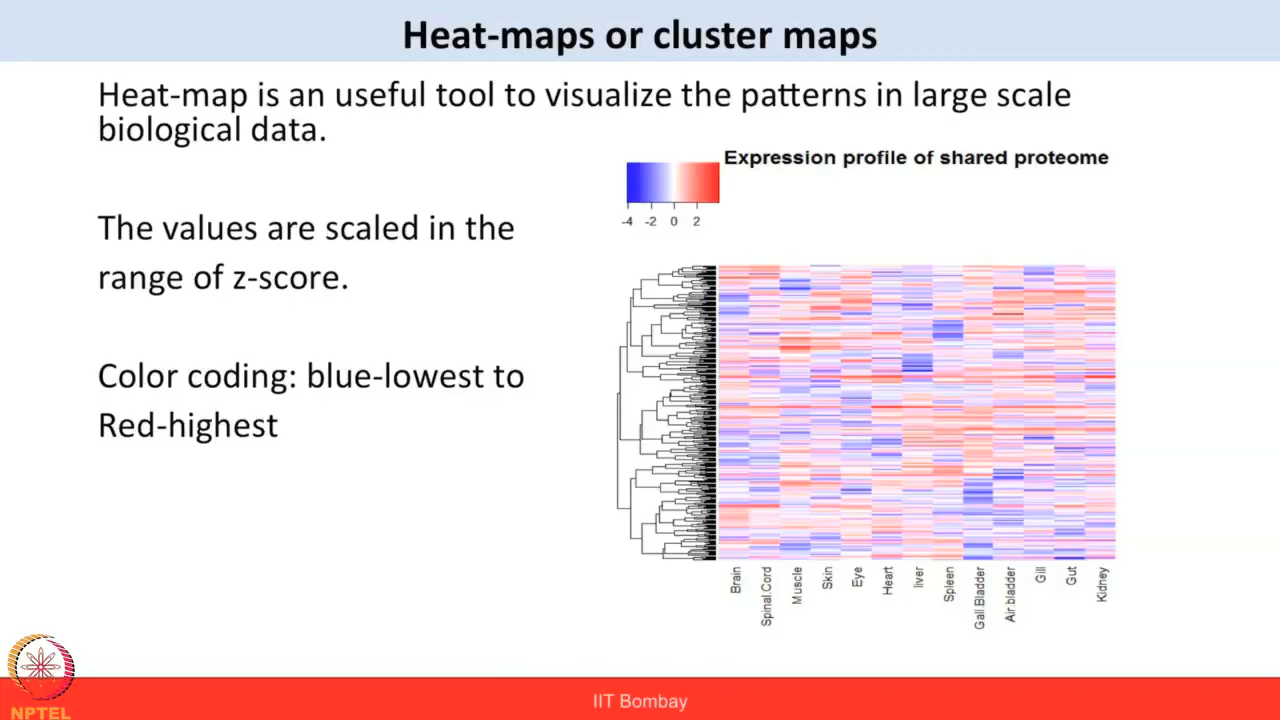 Heat-maps or cluster maps
Heat-map is an useful tool to visualize the patterns in large scale
biological data.
Expression profile of shared proteome
-4 -2 0 2
The values are scaled in the
range of z-score.
Color coding: blue-lowest to
Red-highest
Brain
Spinal.Cord
Muscle
Skin
Eye
Heart
liver
Spleen
Gall.Bladder
Air.bladder
Gill
Gut
Kidney
NPTEL
IIT Bombay